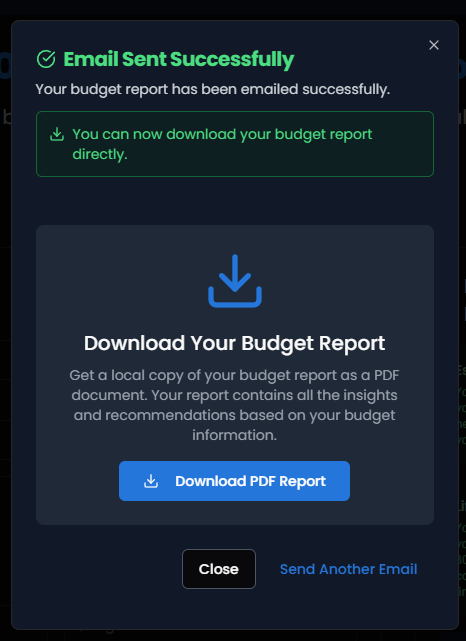 Email Sent Successfully
Your budget report has been emailed successfully.
You can now download your budget report
directly.
Download Your Budget Report
Get a local copy of your budget report as a PDF
document. Your report contains all the insights
and recommendations based on your budget
information.
Download PDF Report
Close
Send Another Email